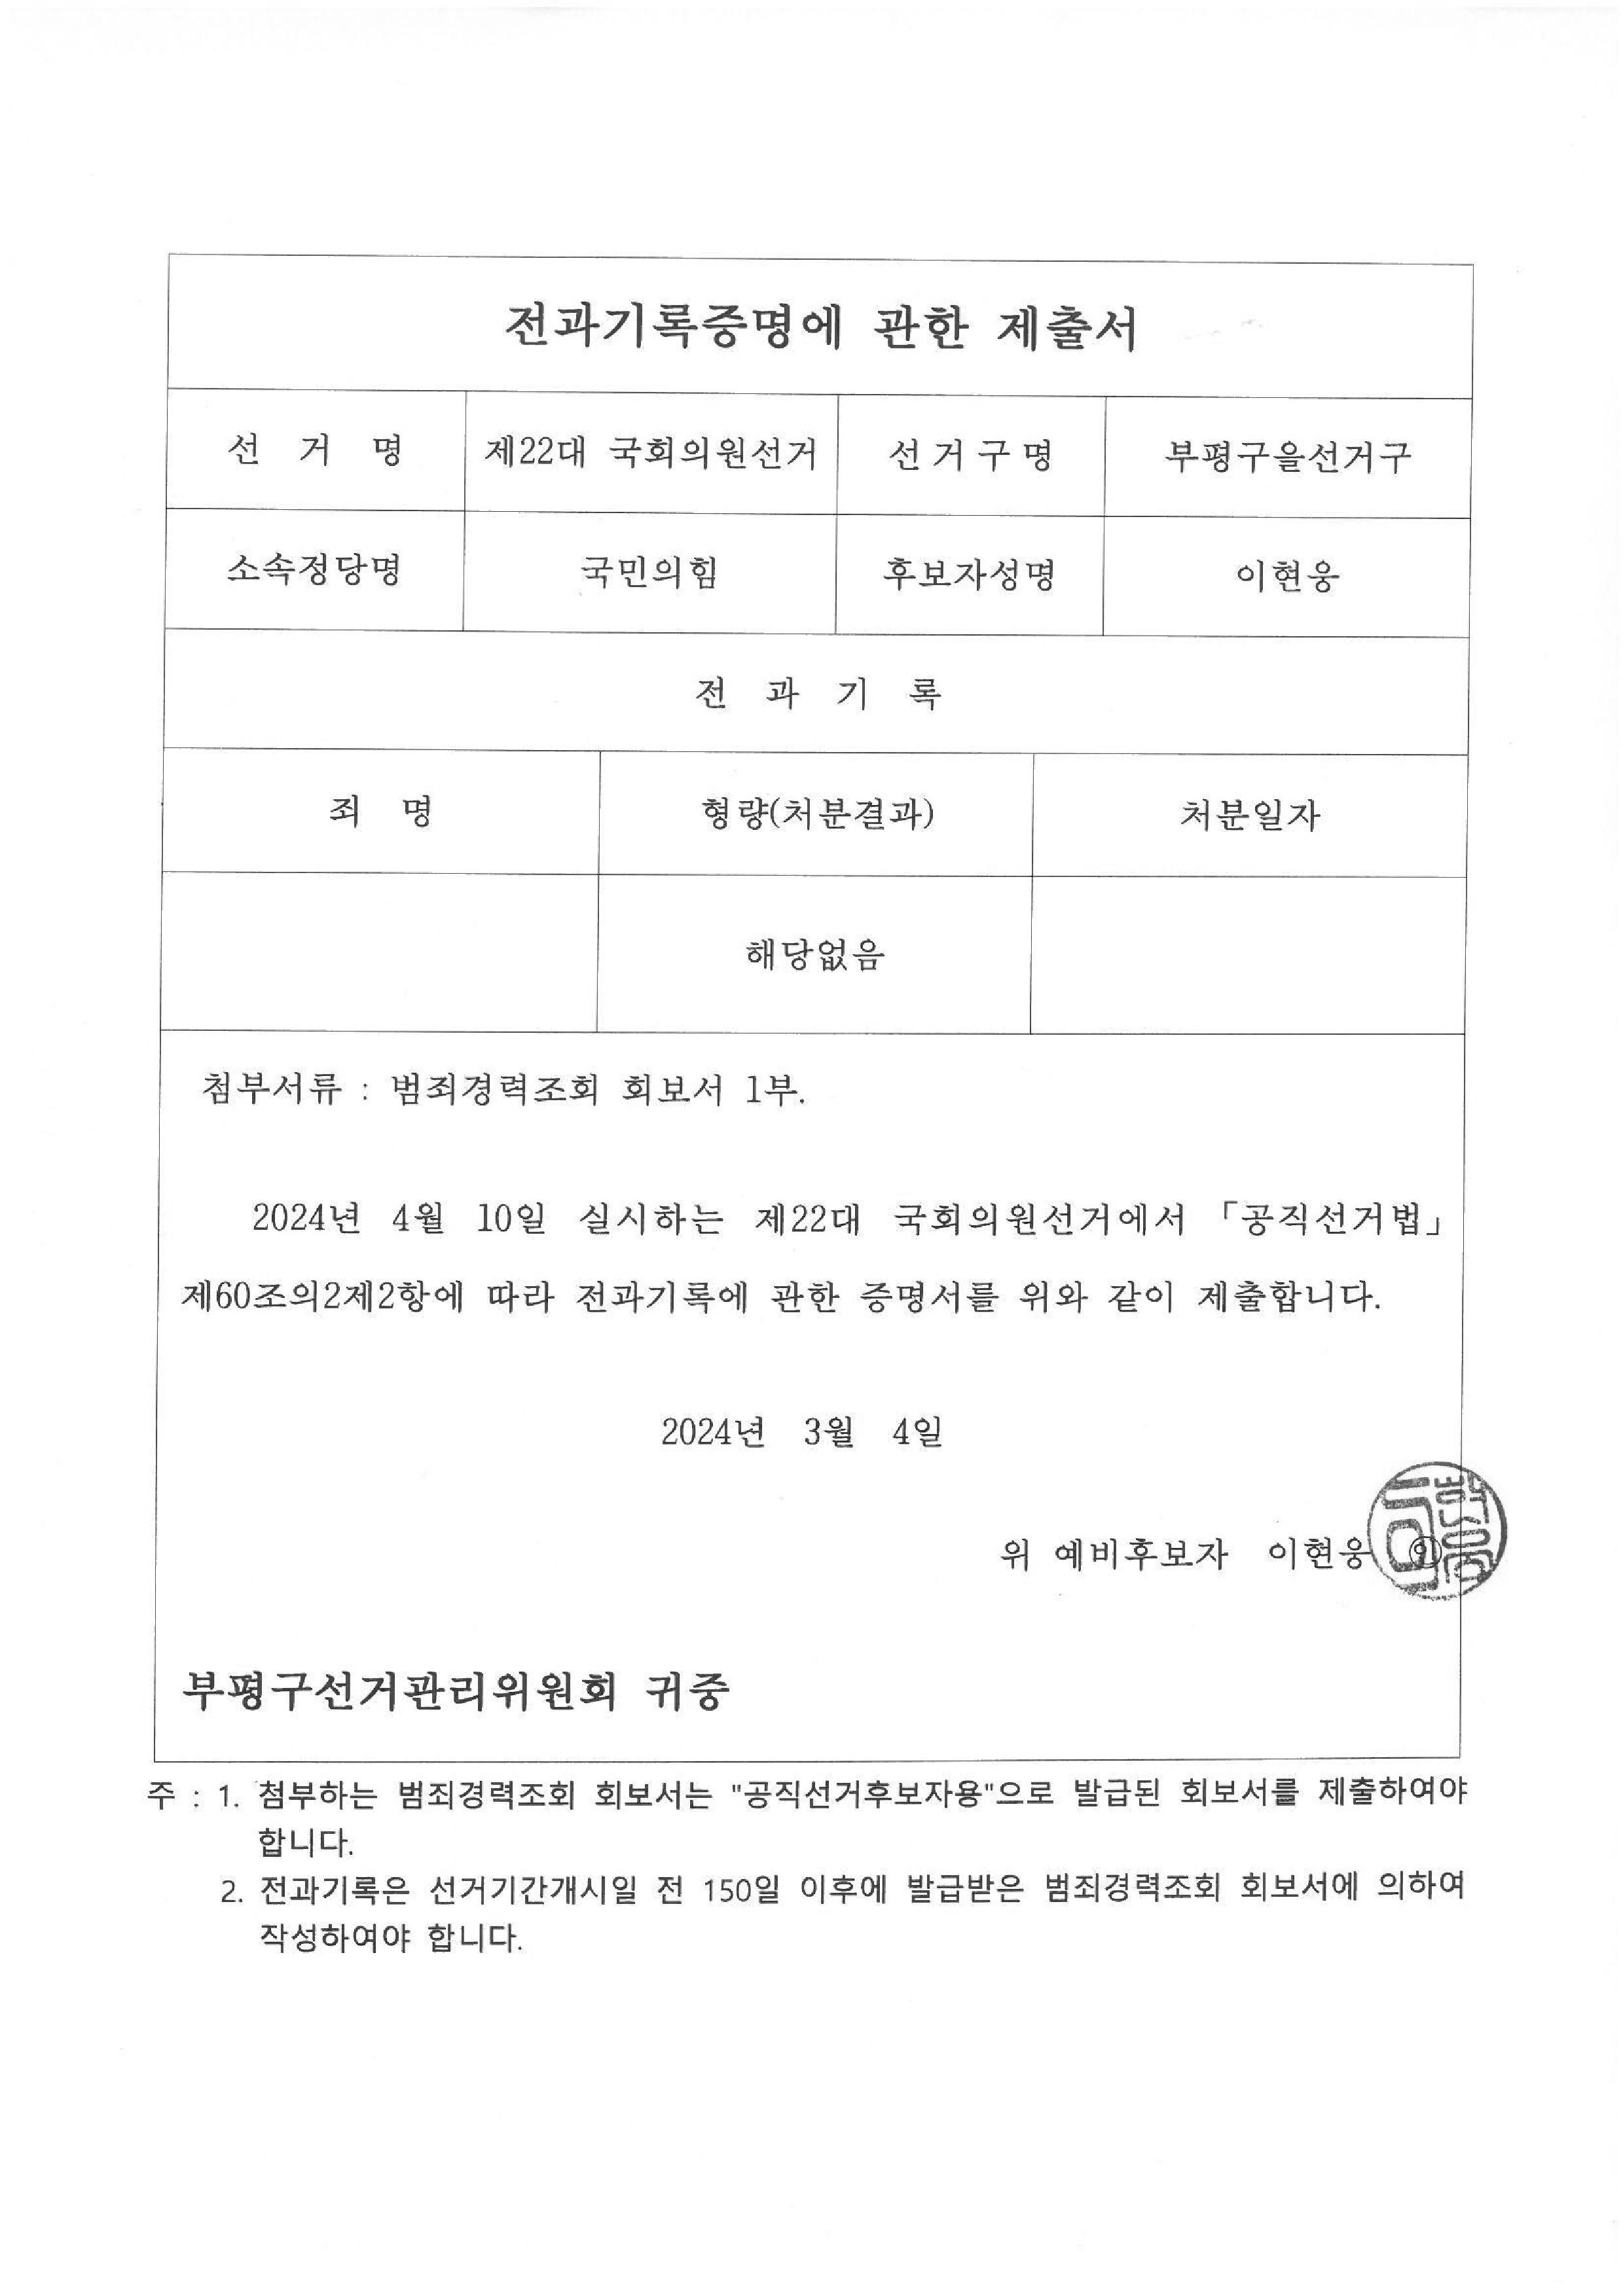 전과기록증명에 관한 제출서
선 거 명 제22대 국회의원선거 선거구명 부평구을선거구
소속정당명 국민의힘 후보자성명 이현웅
전 과 기 록
죄 명 형량(처분결과) 처분일자
해당없음
첨부서류 : 범죄경력조회 회보서 1부.
2024년 4월 10일 실시하는 제22대 국회의원선거에서 「공직선거법」
제60조의2제2항에 따라 전과기록에 관한 증명서를 위와 같이 제출합니다.
2024년 3월 4일
위 예비후보자 이현웅 ㊞
부평구선거관리위원회 귀중
주 : 1. 첨부하는 범죄경력조회 회보서는 "공직선거후보자용"으로 발급된 회보서를 제출하여야
합니다.
2. 전과기록은 선거기간개시일 전 150일 이후에 발급받은 범죄경력조회 회보서에 의하여
작성하여야 합니다.